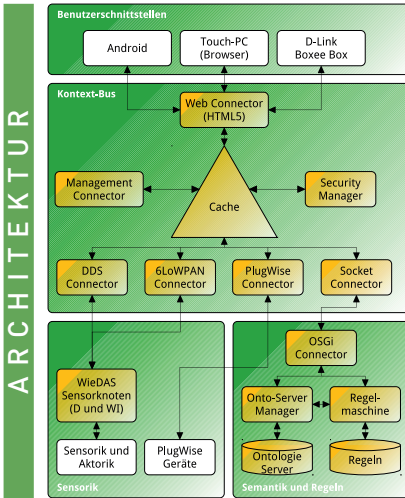 ARCHITEKTUR
Benutzerschnittstellen
Android
Touch-PC
(Browser)
D-Link
Boxee Box
Kontext-Bus
Web Connector
(HTML5)
Management
Connector
Cache
Security
Manager
DDS
Connector
6LoWPAN
Connector
PlugWise
Connector
Socket
Connector
WieDAS
Sensorknoten
(D und WI)
Sensorik und
Aktorik
PlugWise
Geräte
Sensorik
OSGi
Connector
Onto-Server
Manager
Regel-
maschine
Ontologie
Server
Regeln
Semantik und Regeln